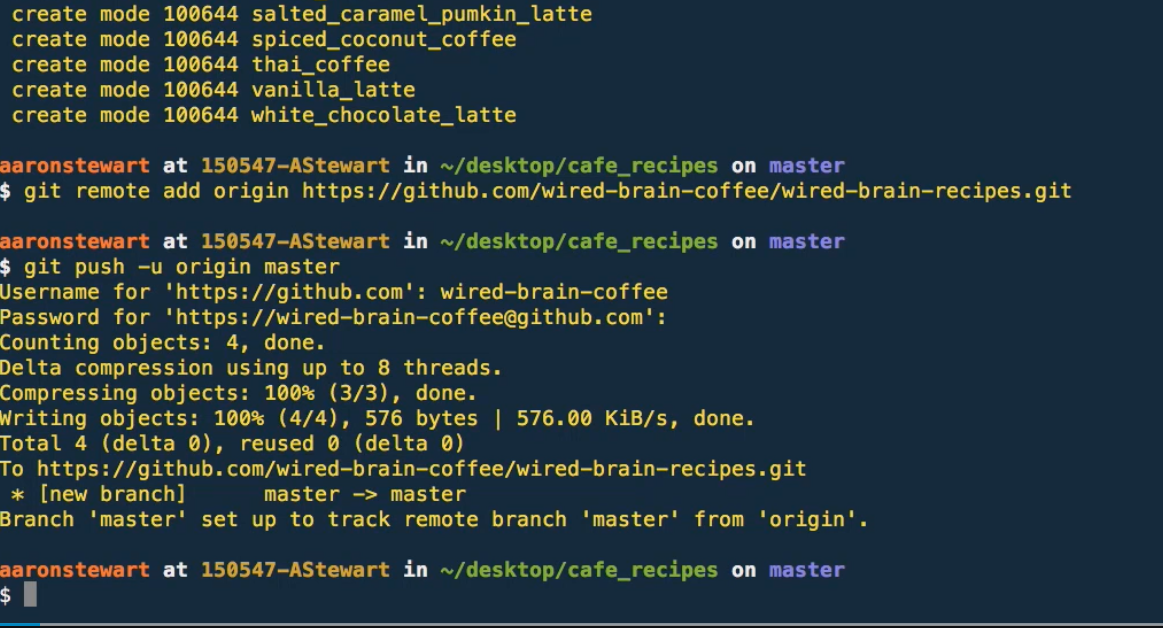 create mode 100644 salted_caramel_pumkin_latte
create mode 100644 spiced_coconut_coffee
create mode 100644 thai_coffee
create mode 100644 vanilla_latte
create mode 100644 white_chocolate_latte
aaronstewart at 150547-AStewart in ~/desktop/cafe_recipes on master
$ git remote add origin https://github.com/wired-brain-coffee/wired-brain-recipes.git
aaronstewart at 150547-AStewart in ~/desktop/cafe_recipes on master
$ git push -u origin master
Username for 'https://github.com': wired-brain-coffee
Password for 'https://wired-brain-coffee@github.com':
Counting objects: 4, done.
Delta compression using up to 8 threads.
Compressing objects: 100% (3/3), done.
Writing objects: 100% (4/4), 576 bytes | 576.00 KiB/s, done.
Total 4 (delta 0), reused 0 (delta 0)
To https://github.com/wired-brain-coffee/wired-brain-recipes.git
* [new branch] master -> master
Branch 'master' set up to track remote branch 'master' from 'origin'.
aaronstewart at 150547-AStewart in ~/desktop/cafe_recipes on master
$